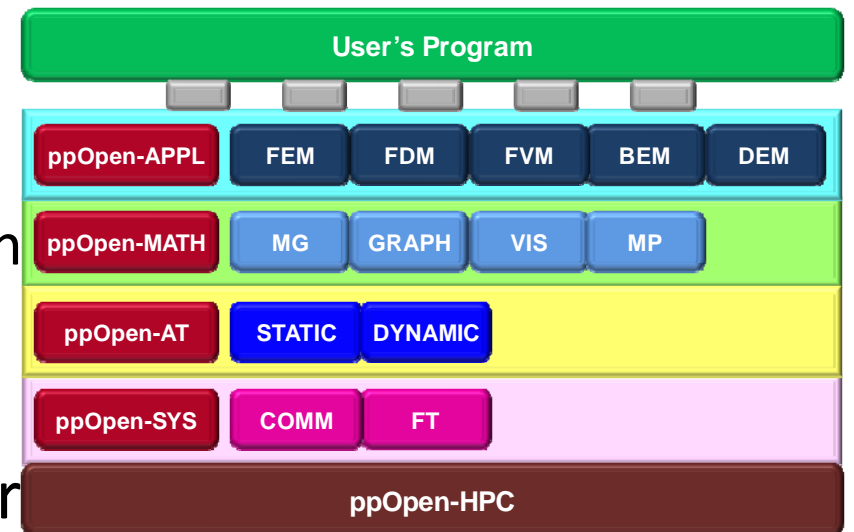 User's Program
ppOpen-APPL FEM FDM FVM BEM DEM
n ppOpen-MATH MG GRAPH VIS MP
ppOpen-AT STATIC DYNAMIC
ppOpen-SYS COMM FT
r ppOpen-HPC